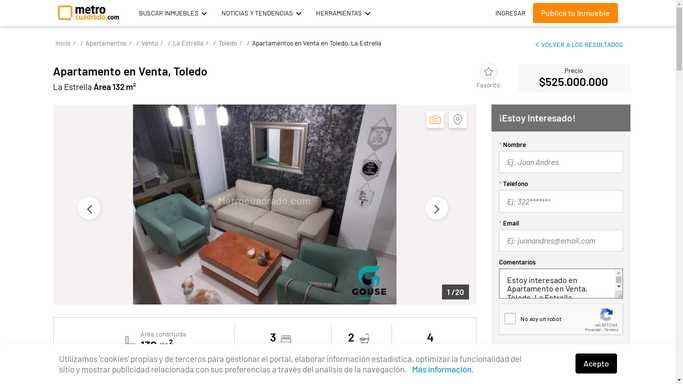 metro
cuadrado.com
BUSCAR INMUEBLES
NOTICIAS Y TENDENCIAS
HERRAMIENTAS
INGRESAR
Publica tu Inmueble
Inicio / / Apartamentos / / Venta / / La Estrella / / Toledo / / Apartamentos en Venta en Toledo, La Estrella
VOLVER A LOS RESULTADOS
Apartamento en Venta, Toledo
La Estrella Área 132 m²
Favorito
Precio
$525.000.000
Metrocuadrado.com
GOUSE
1 / 20
¡Estoy Interesado!
* Nombre
Ej: Juan Andres
* Telefono
Ej: 322*******
* Email
Ej: juanandres@email.com
Comentarios
Estoy interesado en
Apartamento en Venta,
Toledo, La Estrella
No soy un robot
reCAPTCHA
Privacidad - Términos
Área construida
132 m²
3
2
4
Utilizamos 'cookies' propias y de terceros para gestionar el portal, elaborar información estadística, optimizar la funcionalidad del
sitio y mostrar publicidad relacionada con sus preferencias a través del análisis de la navegación. Más información.
Acepto